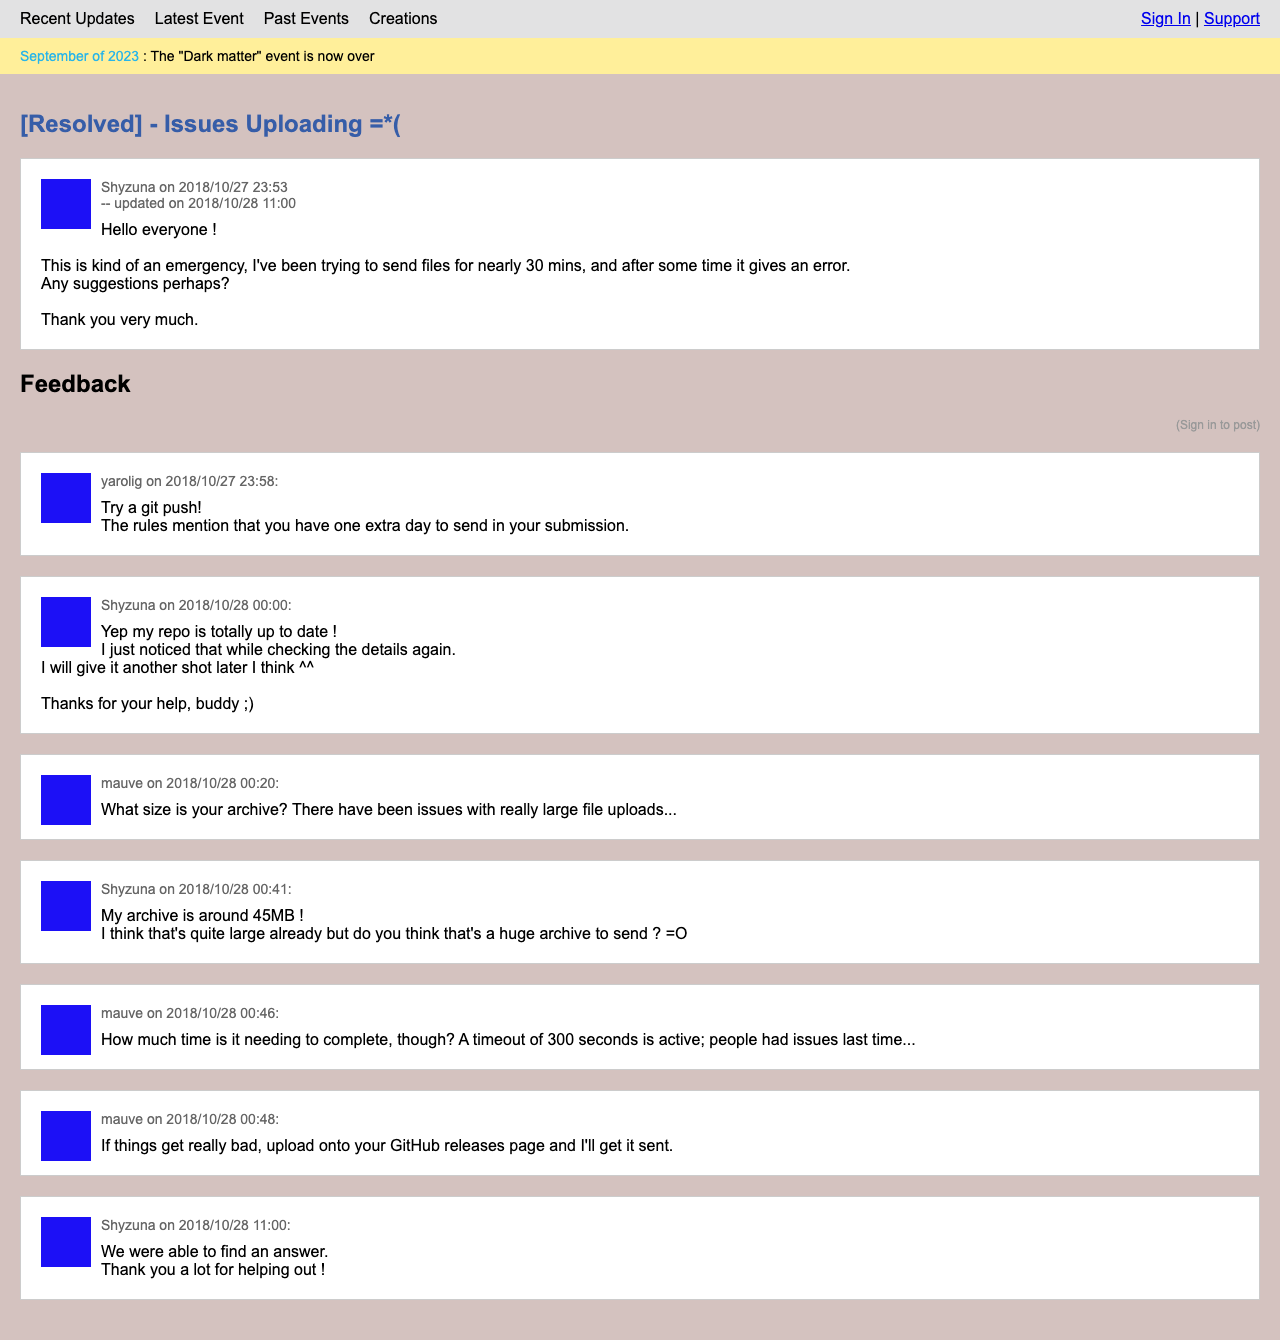 Recent Updates Latest Event Past Events Creations Sign In | Support
September of 2023 : The "Dark matter" event is now over
[Resolved] - Issues Uploading =*(
Shyzuna on 2018/10/27 23:53
-- updated on 2018/10/28 11:00
Hello everyone !
This is kind of an emergency, I've been trying to send files for nearly 30 mins, and after some time it gives an error.
Any suggestions perhaps?
Thank you very much.
Feedback
(Sign in to post)
yarolig on 2018/10/27 23:58:
Try a git push!
The rules mention that you have one extra day to send in your submission.
Shyzuna on 2018/10/28 00:00:
Yep my repo is totally up to date !
I just noticed that while checking the details again.
I will give it another shot later I think ^^
Thanks for your help, buddy ;)
mauve on 2018/10/28 00:20:
What size is your archive? There have been issues with really large file uploads...
Shyzuna on 2018/10/28 00:41:
My archive is around 45MB !
I think that's quite large already but do you think that's a huge archive to send ? =O
mauve on 2018/10/28 00:46:
How much time is it needing to complete, though? A timeout of 300 seconds is active; people had issues last time...
mauve on 2018/10/28 00:48:
If things get really bad, upload onto your GitHub releases page and I'll get it sent.
Shyzuna on 2018/10/28 11:00:
We were able to find an answer.
Thank you a lot for helping out !